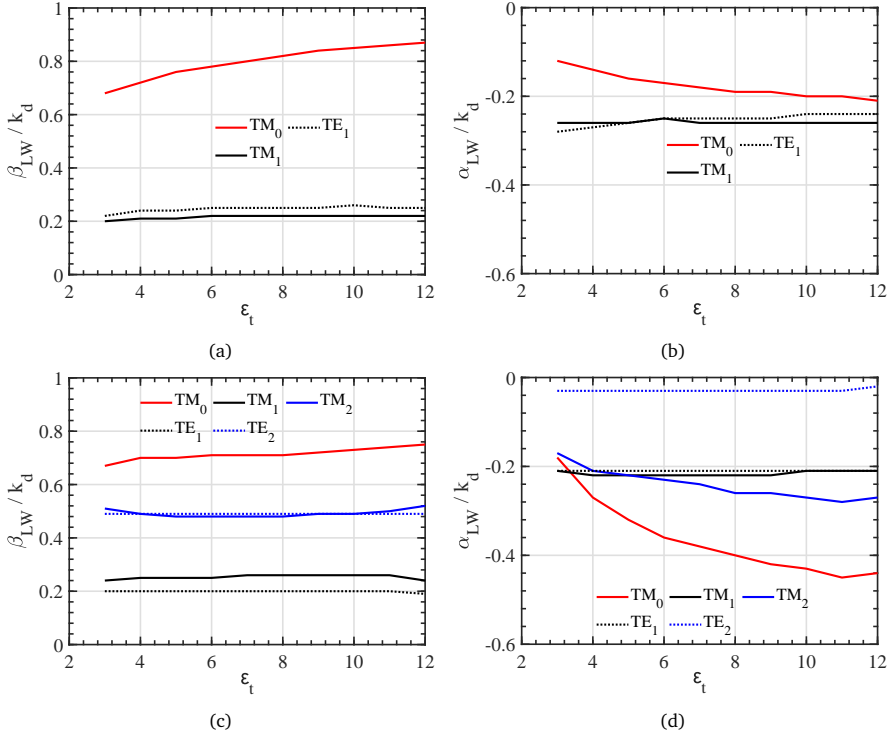 1
0.8
0.6
0.4
0.2
0
2 4 6 8 10 12
β_LW / k_d
ε_t
TM_0 TE_1
TM_1
(a)
0
-0.2
-0.4
-0.6
2 4 6 8 10 12
α_LW / k_d
ε_t
TM_0 TE_1
TM_1
(b)
1
0.8
0.6
0.4
0.2
0
2 4 6 8 10 12
β_LW / k_d
ε_t
TM_0 TM_1 TM_2
TE_1 TE_2
(c)
0
-0.2
-0.4
-0.6
2 4 6 8 10 12
α_LW / k_d
ε_t
TM_0 TM_1 TM_2
TE_1 TE_2
(d)